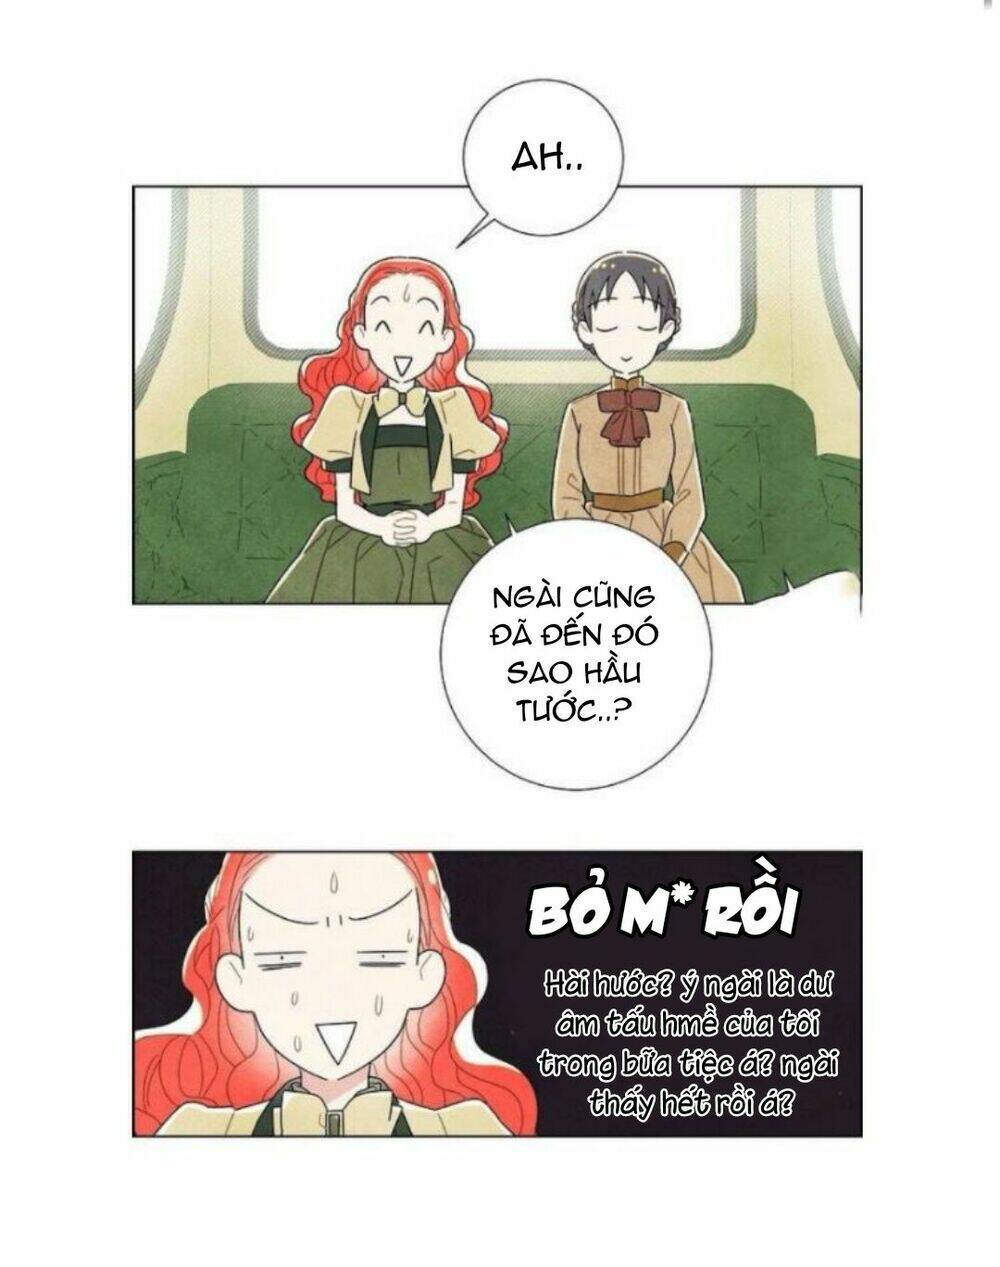 AH..
NGÀI CŨNG
ĐÃ ĐẾN ĐÓ
SAO HẦU
TƯỚC..?
BỎ M* RỒI
Hài hước? ý ngài là dư
âm tấu hmề của tôi
trong bữa tiệc á? ngài
thấy hết rồi á?